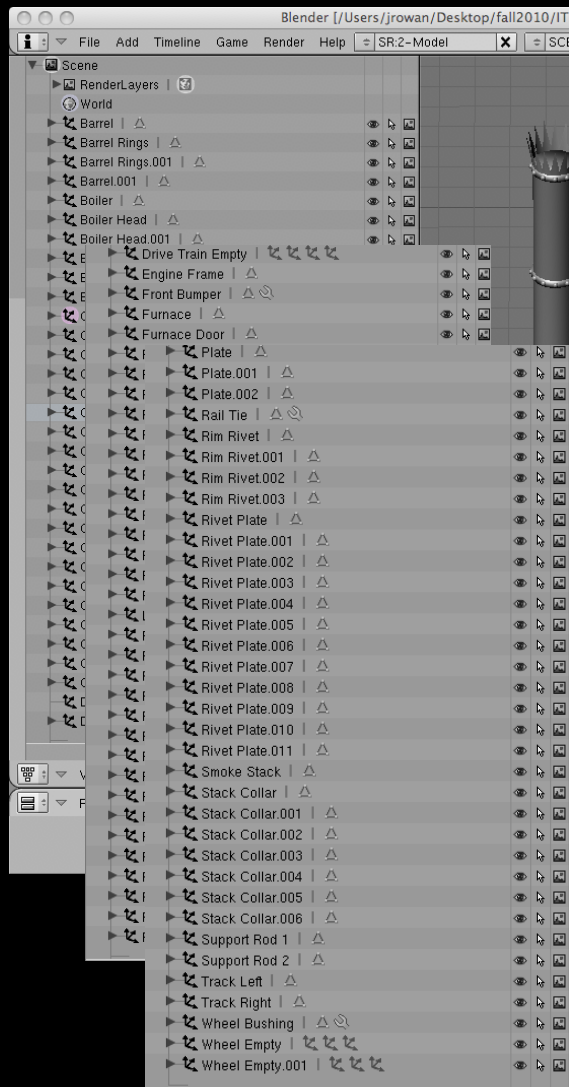 Blender [/Users/jrowan/Desktop/fall2010/IT
File Add Timeline Game Render Help SR:2-Model X SCE
Scene
RenderLayers |
World
Barrel |
Barrel Rings |
Barrel Rings.001 |
Barrel.001 |
Boiler |
Boiler Head |
Boiler Head.001 |
Drive Train Empty |
Engine Frame |
Front Bumper |
Furnace |
Furnace Door |
Plate |
Plate.001 |
Plate.002 |
Rail Tie |
Rim Rivet |
Rim Rivet.001 |
Rim Rivet.002 |
Rim Rivet.003 |
Rivet Plate |
Rivet Plate.001 |
Rivet Plate.002 |
Rivet Plate.003 |
Rivet Plate.004 |
Rivet Plate.005 |
Rivet Plate.006 |
Rivet Plate.007 |
Rivet Plate.008 |
Rivet Plate.009 |
Rivet Plate.010 |
Rivet Plate.011 |
Smoke Stack |
Stack Collar |
Stack Collar.001 |
Stack Collar.002 |
Stack Collar.003 |
Stack Collar.004 |
Stack Collar.005 |
Stack Collar.006 |
Support Rod 1 |
Support Rod 2 |
Track Left |
Track Right |
Wheel Bushing |
Wheel Empty |
Wheel Empty.001 |